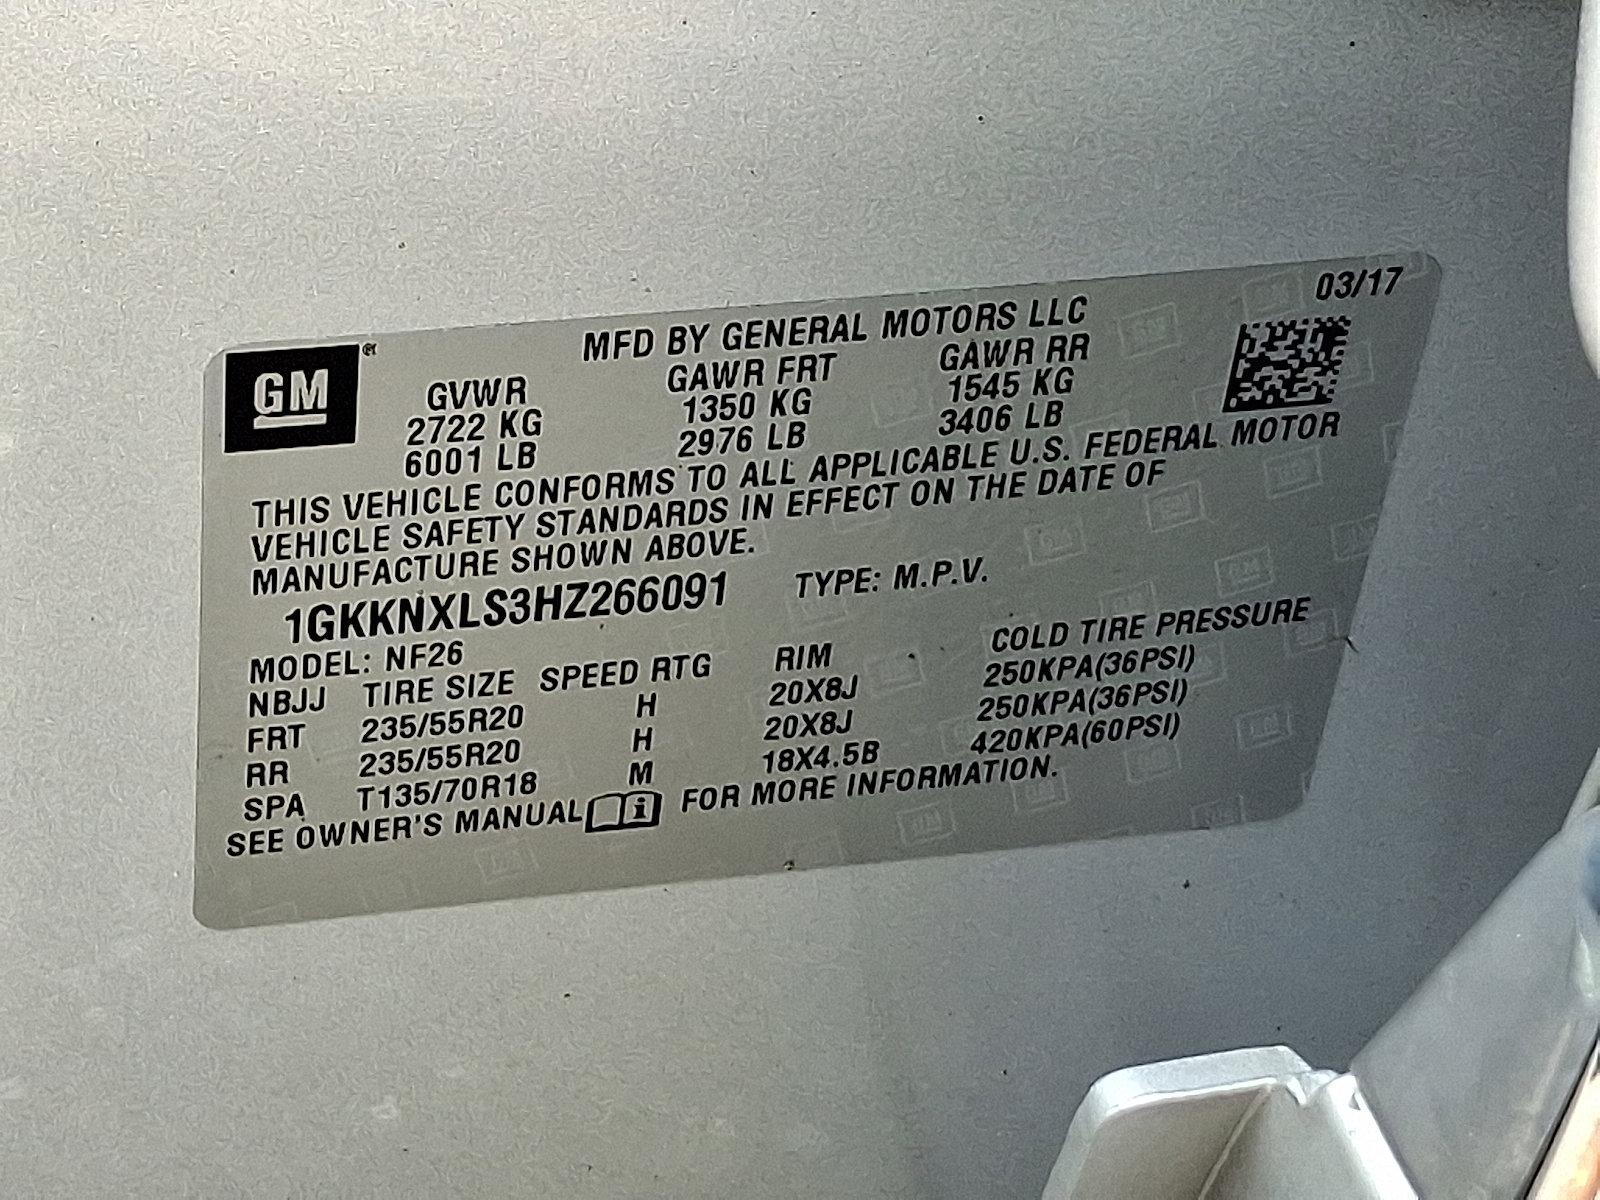 03/17
MFD BY GENERAL MOTORS LLC
GM
GVWR GAWR FRT GAWR RR
2722 KG 1350 KG 1545 KG
6001 LB 2976 LB 3406 LB
THIS VEHICLE CONFORMS TO ALL APPLICABLE U.S. FEDERAL MOTOR
VEHICLE SAFETY STANDARDS IN EFFECT ON THE DATE OF
MANUFACTURE SHOWN ABOVE.
1GKKNXLS3HZ266091 TYPE: M.P.V.
MODEL: NF26
NBJJ TIRE SIZE SPEED RTG RIM COLD TIRE PRESSURE
FRT 235/55R20 H 20X8J 250KPA(36PSI)
RR 235/55R20 H 20X8J 250KPA(36PSI)
SPA T135/70R18 M 18X4.5B 420KPA(60PSI)
SEE OWNER'S MANUAL FOR MORE INFORMATION.